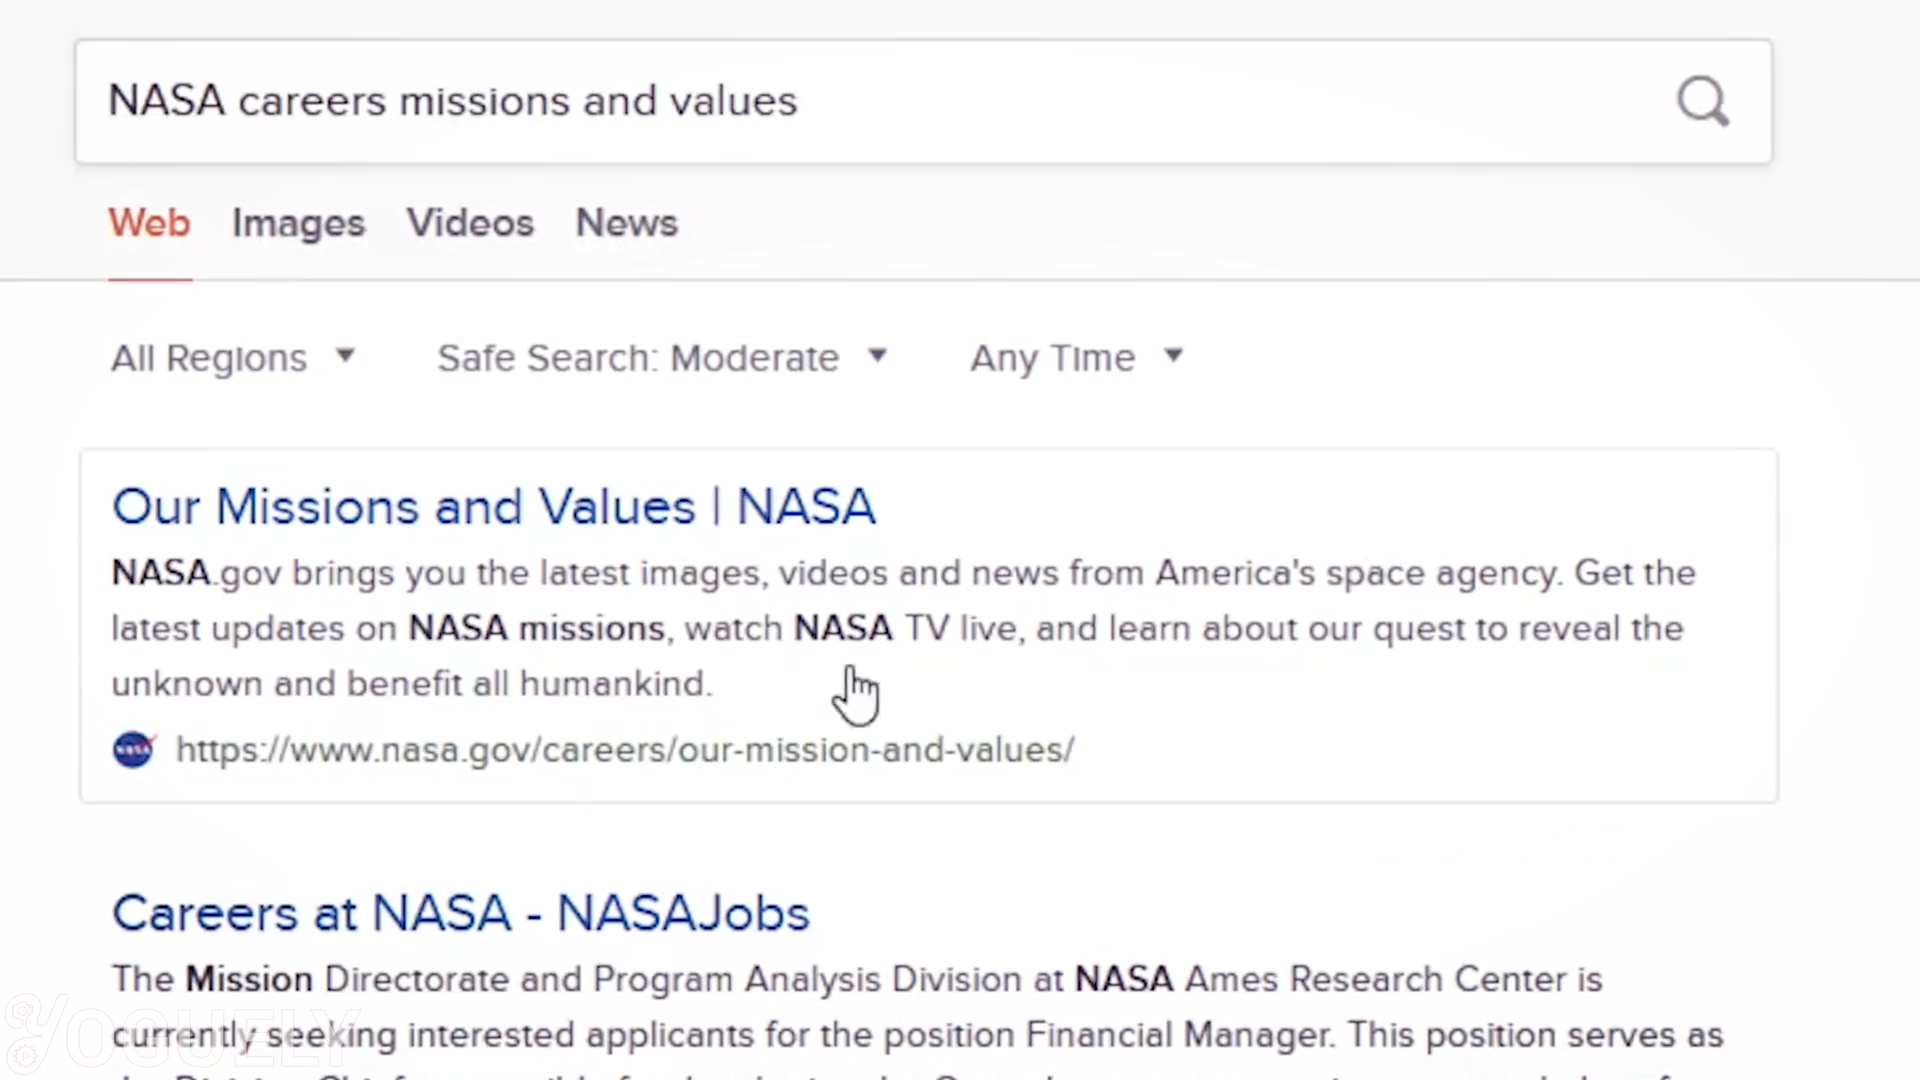 NASA careers missions and values
Web Images Videos News
All Regions Safe Search: Moderate Any Time
Our Missions and Values | NASA
NASA.gov brings you the latest images, videos and news from America's space agency. Get the
latest updates on NASA missions, watch NASA TV live, and learn about our quest to reveal the
unknown and benefit all humankind.
NASA https://www.nasa.gov/careers/our-mission-and-values/
Careers at NASA - NASAJobs
The Mission Directorate and Program Analysis Division at NASA Ames Research Center is
currently seeking interested applicants for the position Financial Manager. This position serves as
VOGUELY